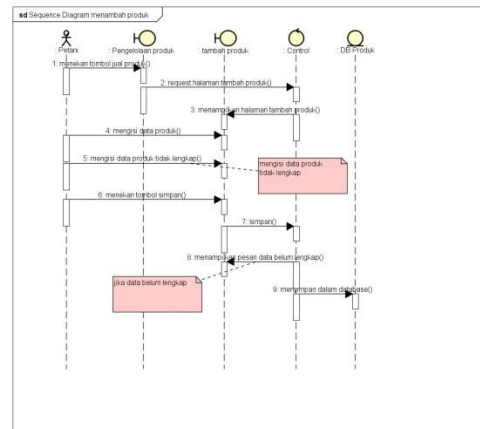 sd Sequence Diagram menambah produk
: Petani
: Pengelolaan produk
: tambah produk
: Control
: DB Produk
1: menekan tombol jual produk()
2: request halaman tambah produk()
3: menampilkan halaman tambah produk()
4: mengisi data produk()
5: mengisi data produk tidak lengkap()
mengisi data produk
tidak lengkap
6: menekan tombol simpan()
7: simpan()
8: menampilkan pesan data belum lengkap()
jika data belum lengkap
9: menyimpan dalam database()